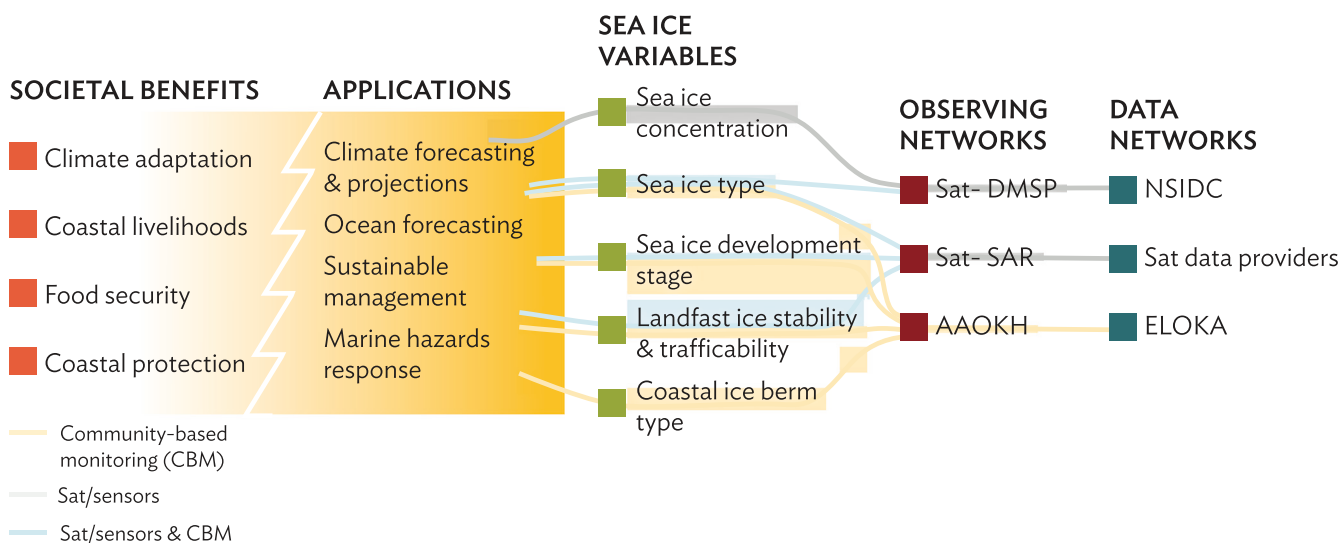 SOCIETAL BENEFITS
Climate adaptation
Coastal livelihoods
Food security
Coastal protection
APPLICATIONS
Climate forecasting
& projections
Ocean forecasting
Sustainable
management
Marine hazards
response
SEA ICE
VARIABLES
Sea ice
concentration
Sea ice type
Sea ice development
stage
Landfast ice stability
& trafficability
Coastal ice berm
type
OBSERVING
NETWORKS
Sat- DMSP
Sat- SAR
AAOKH
DATA
NETWORKS
NSIDC
Sat data providers
ELOKA
Community-based
monitoring (CBM)
Sat/sensors
Sat/sensors & CBM